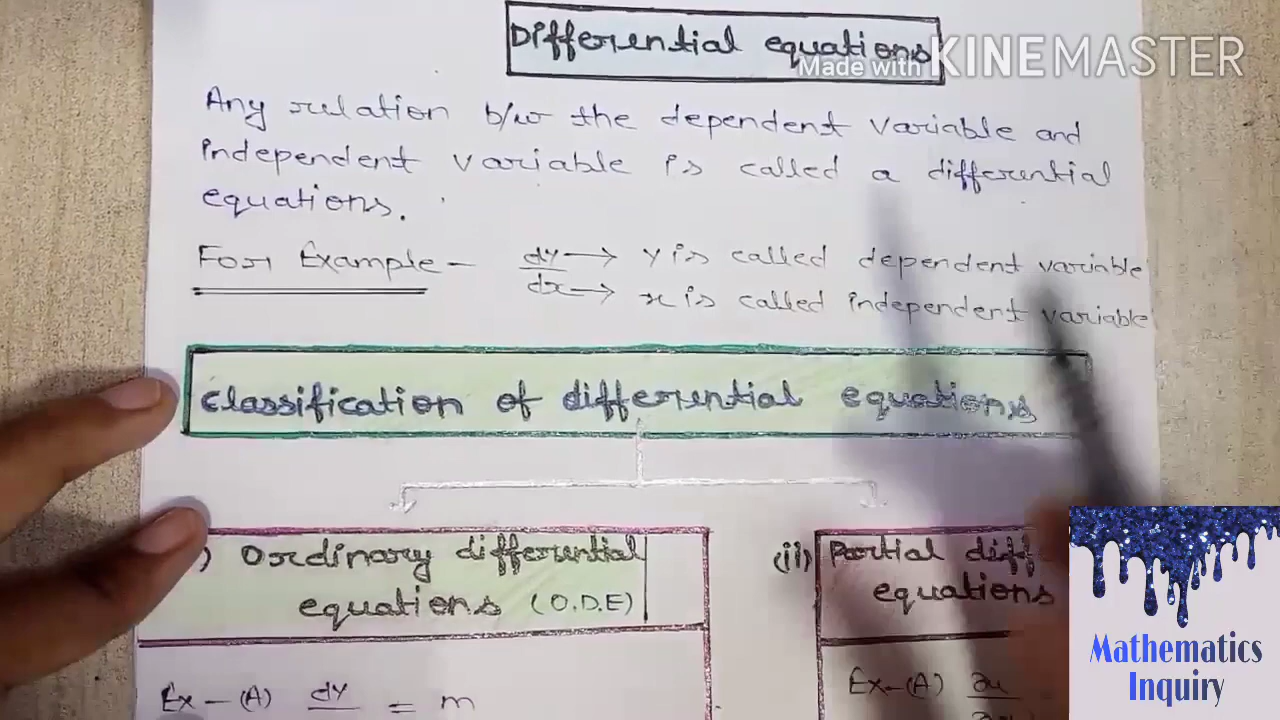 Differential equations
Made with KINEMASTER
Any relation b/w the dependent variable and
independent variable is called a differential
equations.
For Example - dy → y is called dependent variable
dx → x is called independent variable
Classification of differential equations
) Ordinary differential
equations (O.D.E)
(ii) Partial diff
equations
Ex-(A) dy = m
Ex-(A) ∂u
Mathematics
Inquiry